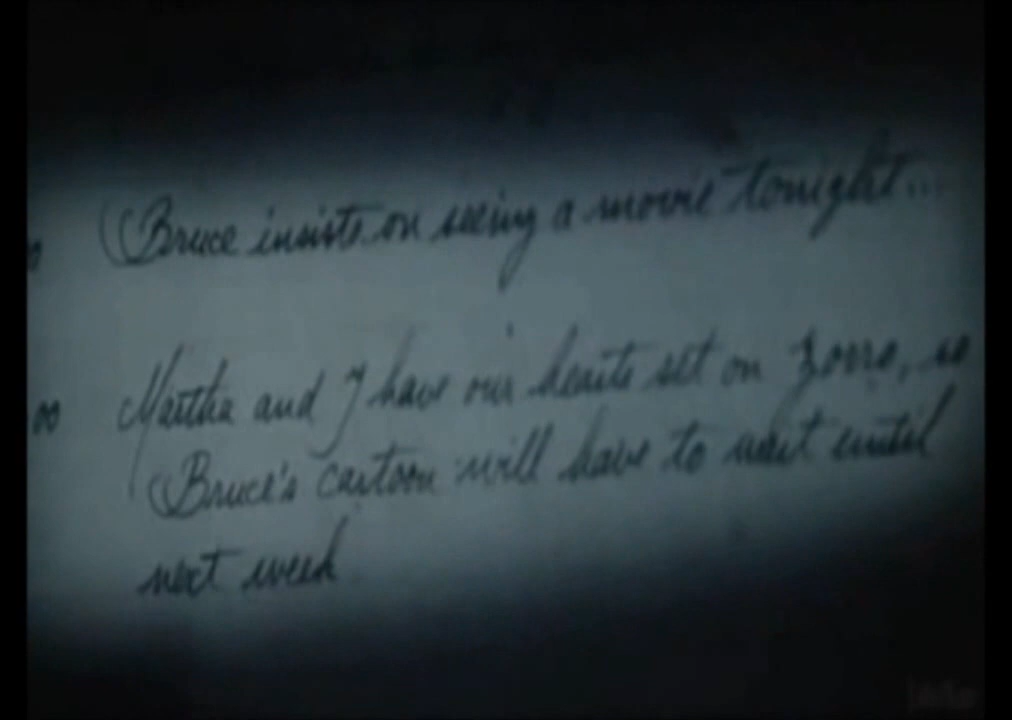 Bruce insists on seeing a movie tonight...
00 Martha and I have our hearts set on Zorro, so
Bruce's cartoon will have to wait until
next week